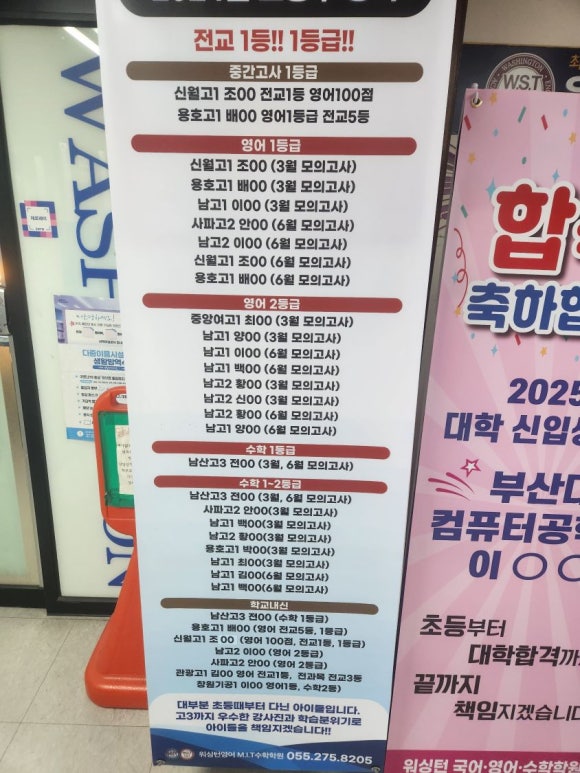 전교 1등!! 1등급!!
중간고사 1등급
신월고1 조00 전교1등 영어100점
용호고1 배00 영어1등급 전교5등
영어 1등급
신월고1 조00 (3월 모의고사)
용호고1 배00 (3월 모의고사)
남고1 이00 (3월 모의고사)
사파고2 안00 (6월 모의고사)
남고2 이00 (6월 모의고사)
신월고1 조00 (6월 모의고사)
용호고1 배00 (6월 모의고사)
영어 2등급
중앙여고1 최00 (3월 모의고사)
남고1 양00 (3월 모의고사)
남고1 이00 (6월 모의고사)
남고1 백00 (6월 모의고사)
남고2 황00 (3월 모의고사)
남고2 신00 (3월 모의고사)
남고2 황00 (6월 모의고사)
남고1 양00 (6월 모의고사)
수학 1등급
남산고3 전00 (3월, 6월 모의고사)
수학 1~2등급
남산고3 전00 (3월, 6월 모의고사)
사파고2 안00(3월 모의고사)
남고1 백00(3월 모의고사)
남고2 황00(3월 모의고사)
용호고1 박00(3월 모의고사)
남고1 최00(3월 모의고사)
남고1 김00(6월 모의고사)
남고1 백00(6월 모의고사)
학교내신
남산고3 전00 (수학 1등급)
용호고1 배00 (영어 전교5등, 1등급)
신월고1 조 00 (영어 100점, 전교1등, 1등급)
남고2 이00 (영어 2등급)
사파고2 안00 (영어 2등급)
관광고1 김00 영어 전교1등, 전과목 전교3등
창원기공1 이00 영어1등, 수학2등)
대부분 초등때부터 다닌 아이들입니다.
고3까지 우수한 강사진과 학습분위기로
아이들을 책임지겠습니다!!
워싱턴영어 M.I.T수학학원 055.275.8205
WASHINGTON
W.S.T
축하합
2025
대학 신입생
부산대
컴퓨터공학
이 ○○
초등부터
대학합격까지
끝까지
책임지겠습니다
워싱턴 국어·영어·수학학원